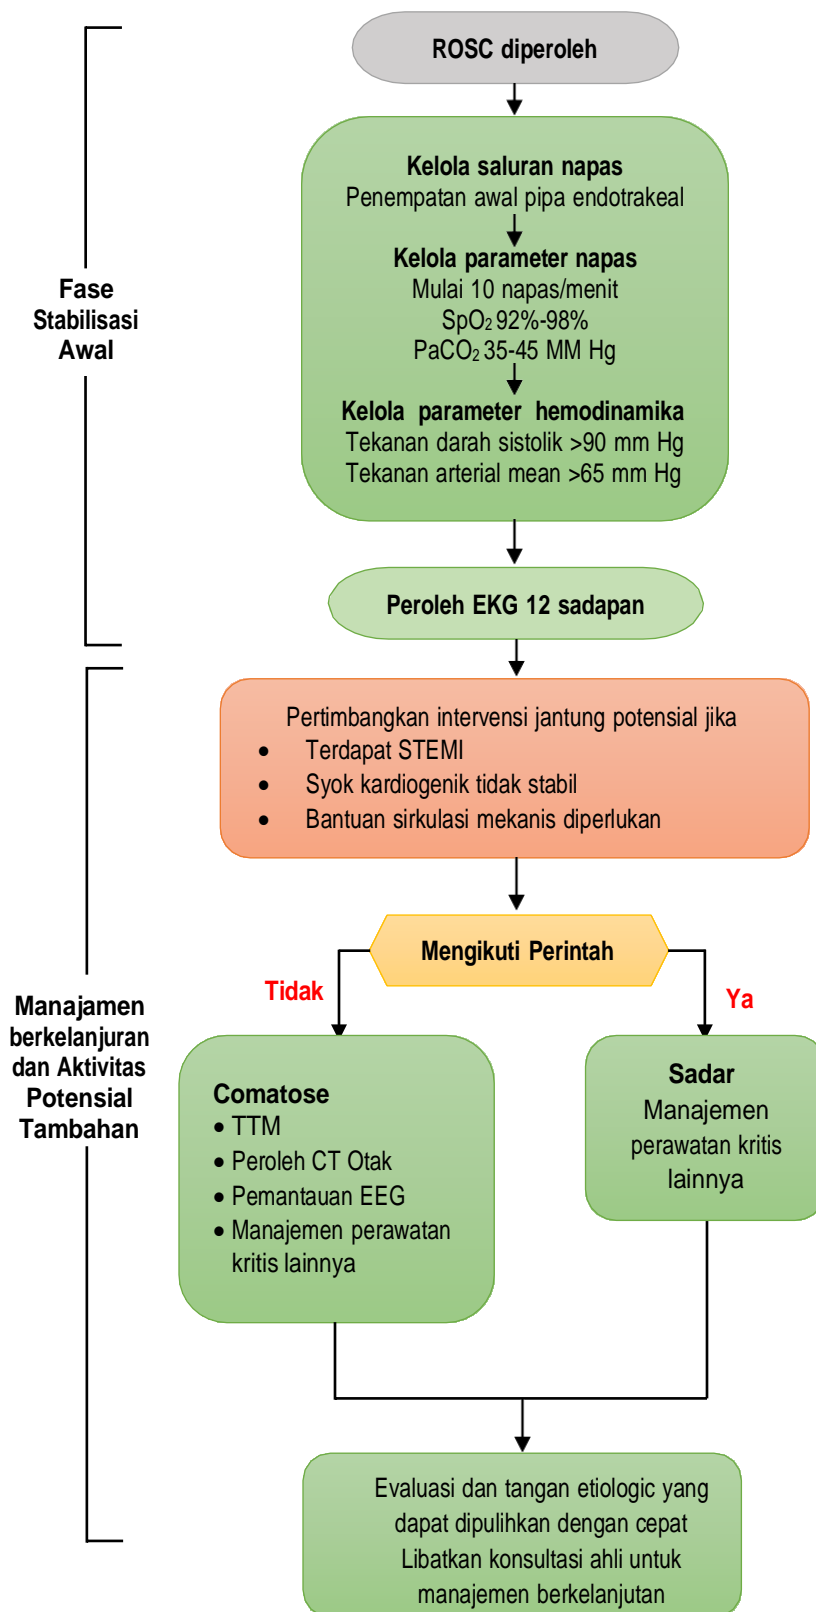 ROSC diperoleh
Kelola saluran napas
Penempatan awal pipa endotrakeal
Kelola parameter napas
Mulai 10 napas/menit
SpO₂ 92%-98%
PaCO₂ 35-45 MM Hg
Kelola parameter hemodinamika
Tekanan darah sistolik >90 mm Hg
Tekanan arterial mean >65 mm Hg
Fase
Stabilisasi
Awal
Peroleh EKG 12 sadapan
Pertimbangkan intervensi jantung potensial jika
• Terdapat STEMI
• Syok kardiogenik tidak stabil
• Bantuan sirkulasi mekanis diperlukan
Mengikuti Perintah
Tidak
Ya
Manajamen
berkelanjuran
dan Aktivitas
Potensial
Tambahan
Comatose
• TTM
• Peroleh CT Otak
• Pemantauan EEG
• Manajemen perawatan
kritis lainnya
Sadar
Manajemen
perawatan kritis
lainnya
Evaluasi dan tangan etiologic yang
dapat dipulihkan dengan cepat
Libatkan konsultasi ahli untuk
manajemen berkelanjutan